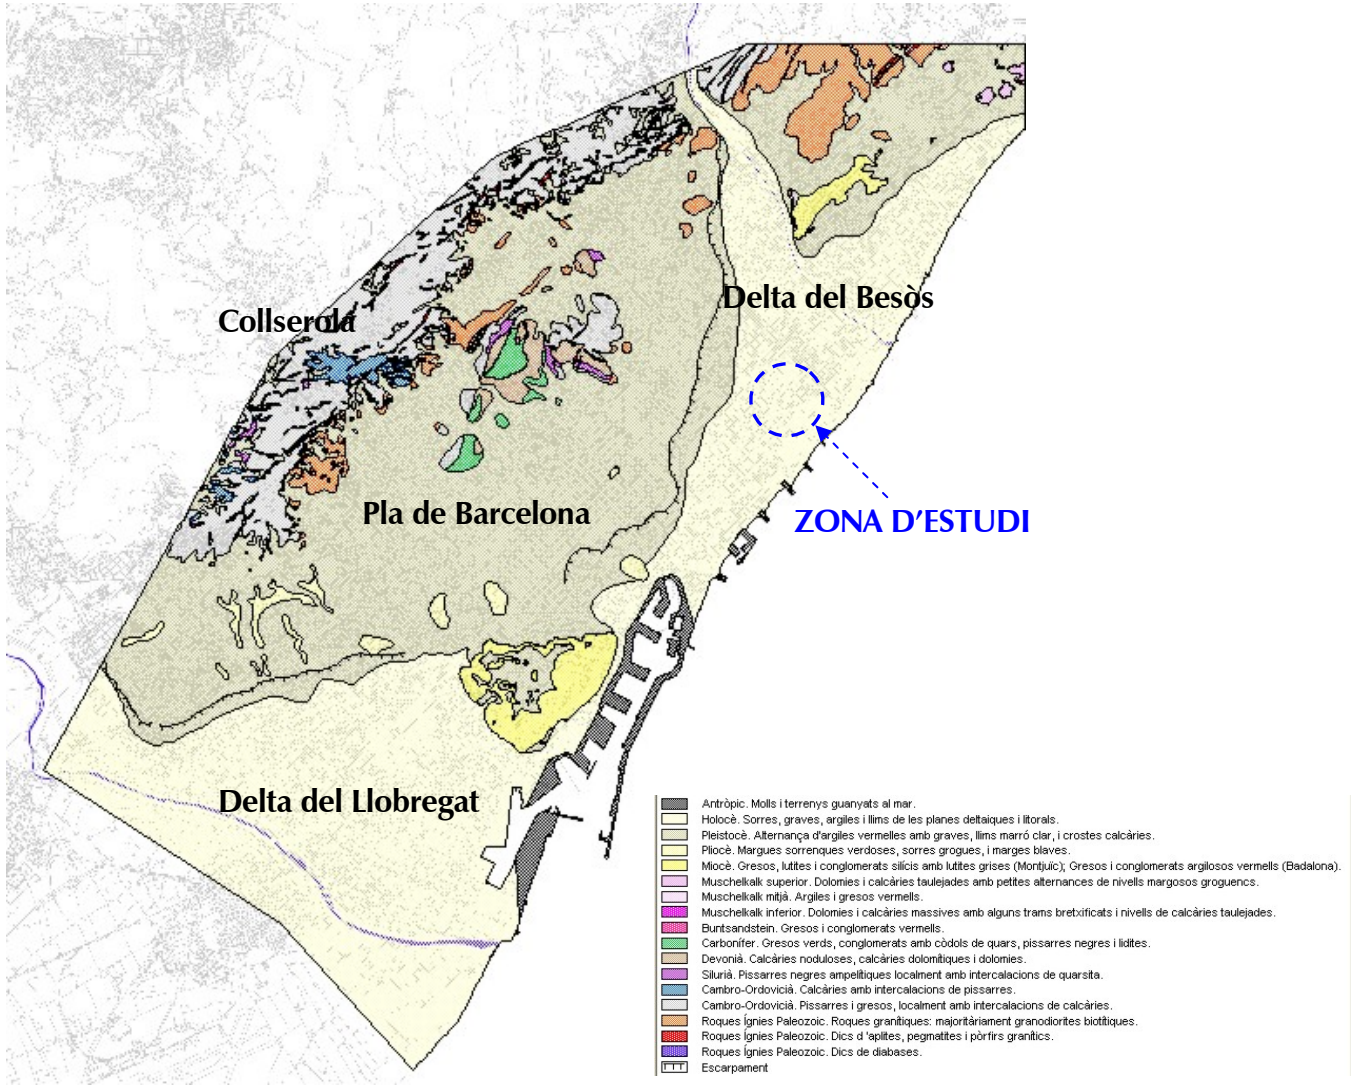 Delta del Besòs
Collserola
Pla de Barcelona
ZONA D'ESTUDI
Delta del Llobregat
Antròpic. Molls i terrenys guanyats al mar.
Holocè. Sorres, graves, argiles i llims de les planes deltaiques i litorals.
Pleistocè. Alternança d'argiles vermelles amb graves, llims marró clar, i crostes calcàries.
Pliocè. Margues sorrenques verdoses, sorres grogues, i marges blaves.
Miocè. Gresos, lutites i conglomerats silícis amb lutites grises (Montjuïc); Gresos i conglomerats argilosos vermells (Badalona).
Muschelkalk superior. Dolomies i calcàries taulejades amb petites alternances de nivells margosos groguencs.
Muschelkalk mitjà. Argiles i gresos vermells.
Muschelkalk inferior. Dolomies i calcàries massives amb alguns trams bretxificats i nivells de calcàries taulejades.
Buntsandstein. Gresos i conglomerats vermells.
Carbonífer. Gresos verds, conglomerats amb còdols de quars, pissarres negres i lidites.
Devonià. Calcàries noduloses, calcàries dolomítiques i dolomies.
Silurià. Pissarres negres ampelítiques localment amb intercalacions de quarsita.
Cambro-Ordovicià. Calcàries amb intercalacions de pissarres.
Cambro-Ordovicià. Pissarres i gresos, localment amb intercalacions de calcàries.
Roques Ígnies Paleozoic. Roques granítiques: majoritàriament granodiorites biotítiques.
Roques Ígnies Paleozoic. Dics d 'aplites, pegmatites i pòrfirs granítics.
Roques Ígnies Paleozoic. Dics de diabases.
Escarpament